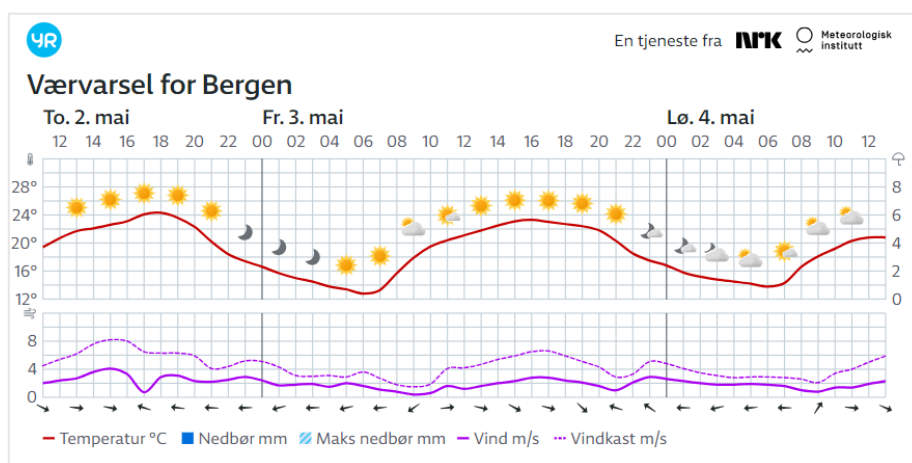 YR
En tjeneste fra NRK Meteorologisk institutt
Værvarsel for Bergen
To. 2. mai Fr. 3. mai Lø. 4. mai
12 14 16 18 20 22 00 02 04 06 08 10 12 14 16 18 20 22 00 02 04 06 08 10 12
28° 8
24° 6
20° 4
16° 2
12° 0
8
4
0
Temperatur °C Nedbør mm Maks nedbør mm Vind m/s Vindkast m/s